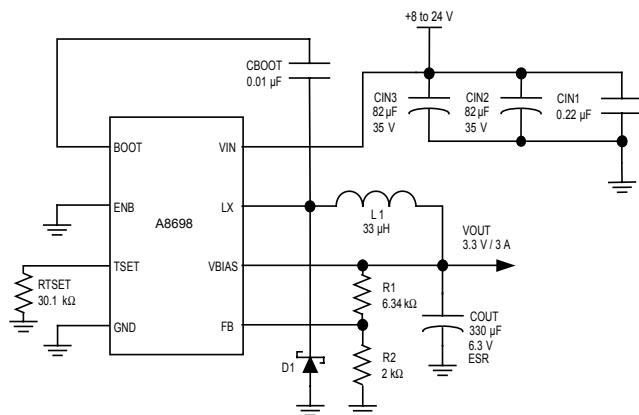 +8 to 24 V
CBOOT
0.01 µF
CIN3
82 µF
35 V
CIN2
82 µF
35 V
CIN1
0.22 µF
BOOT
VIN
ENB
A8698
LX
L1
33 µH
VOUT
3.3 V / 3 A
TSET
VBIAS
RTSET
30.1 kΩ
R1
6.34 kΩ
GND
FB
COUT
330 µF
6.3 V
ESR
D1
R2
2 kΩ